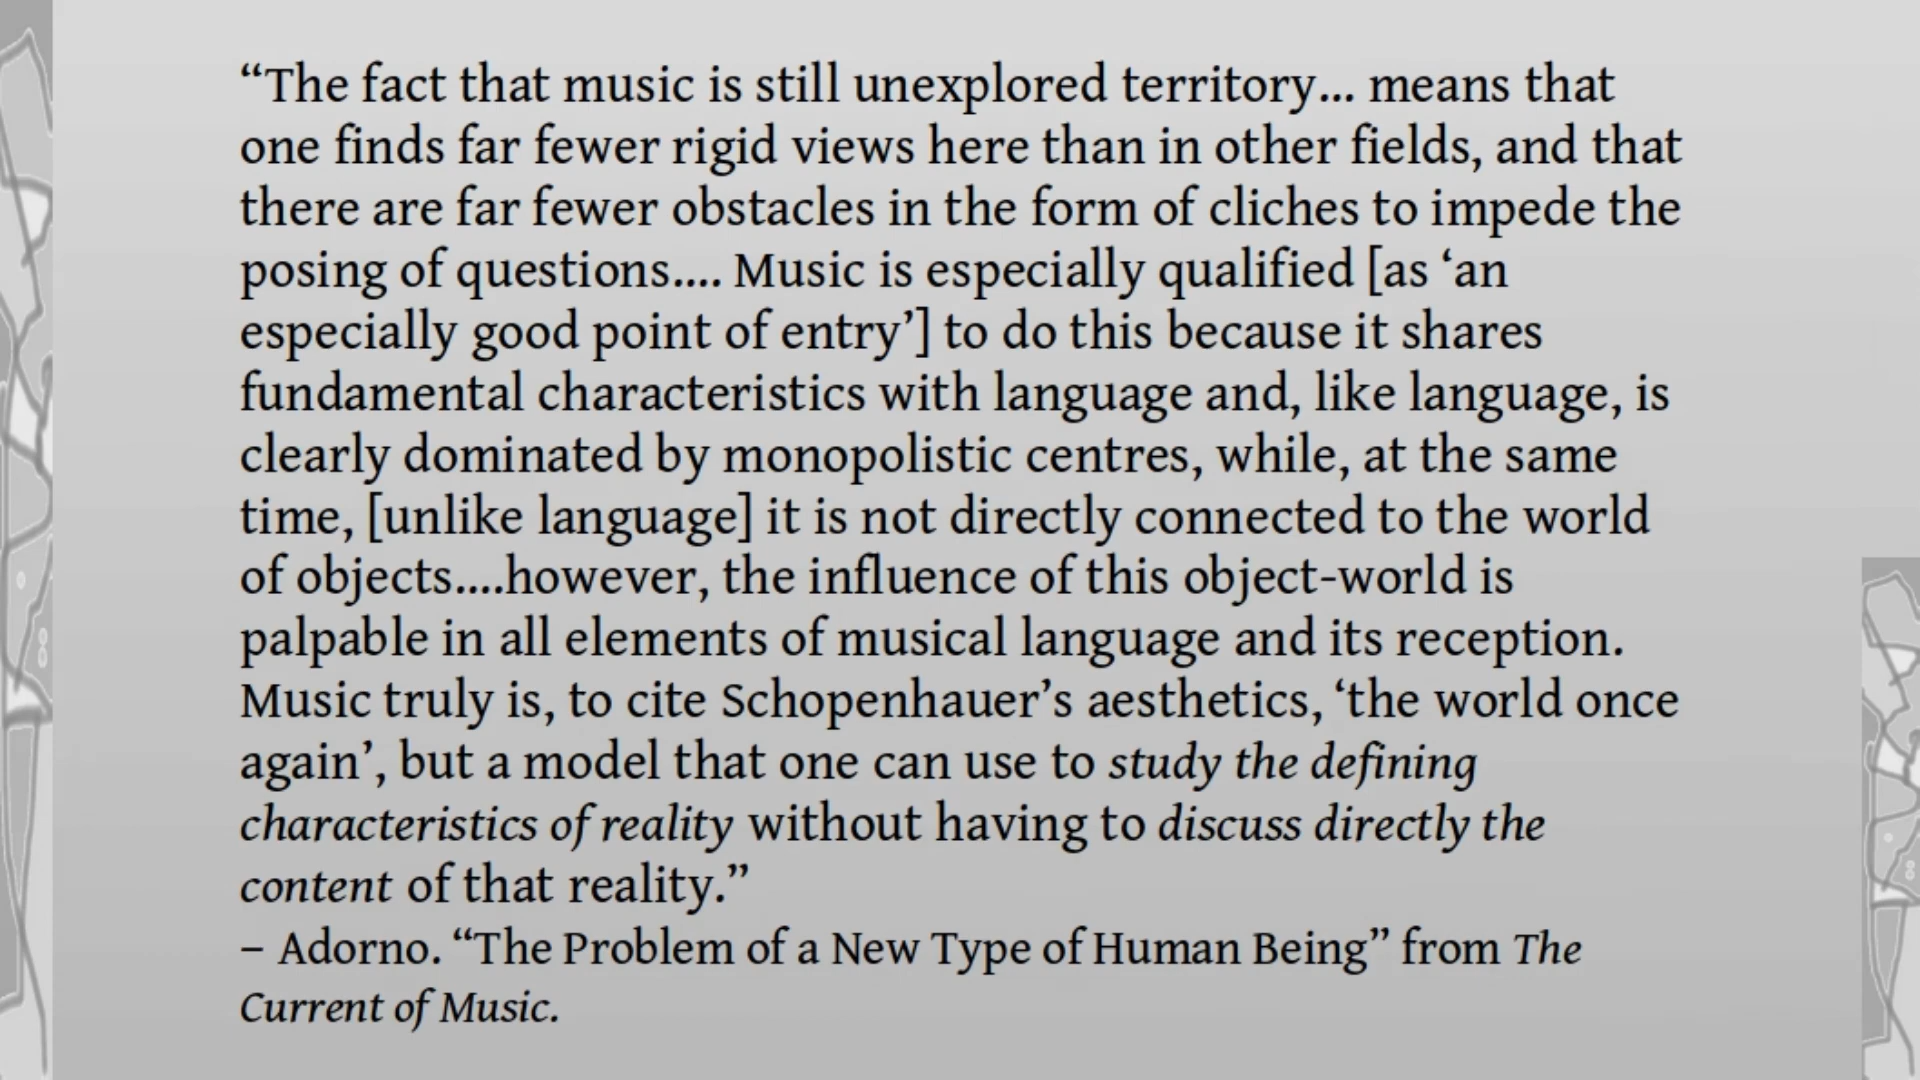 “The fact that music is still unexplored territory... means that
one finds far fewer rigid views here than in other fields, and that
there are far fewer obstacles in the form of cliches to impede the
posing of questions.... Music is especially qualified [as ‘an
especially good point of entry’] to do this because it shares
fundamental characteristics with language and, like language, is
clearly dominated by monopolistic centres, while, at the same
time, [unlike language] it is not directly connected to the world
of objects....however, the influence of this object-world is
palpable in all elements of musical language and its reception.
Music truly is, to cite Schopenhauer’s aesthetics, ‘the world once
again’, but a model that one can use to study the defining
characteristics of reality without having to discuss directly the
content of that reality.”
– Adorno. “The Problem of a New Type of Human Being” from The
Current of Music.